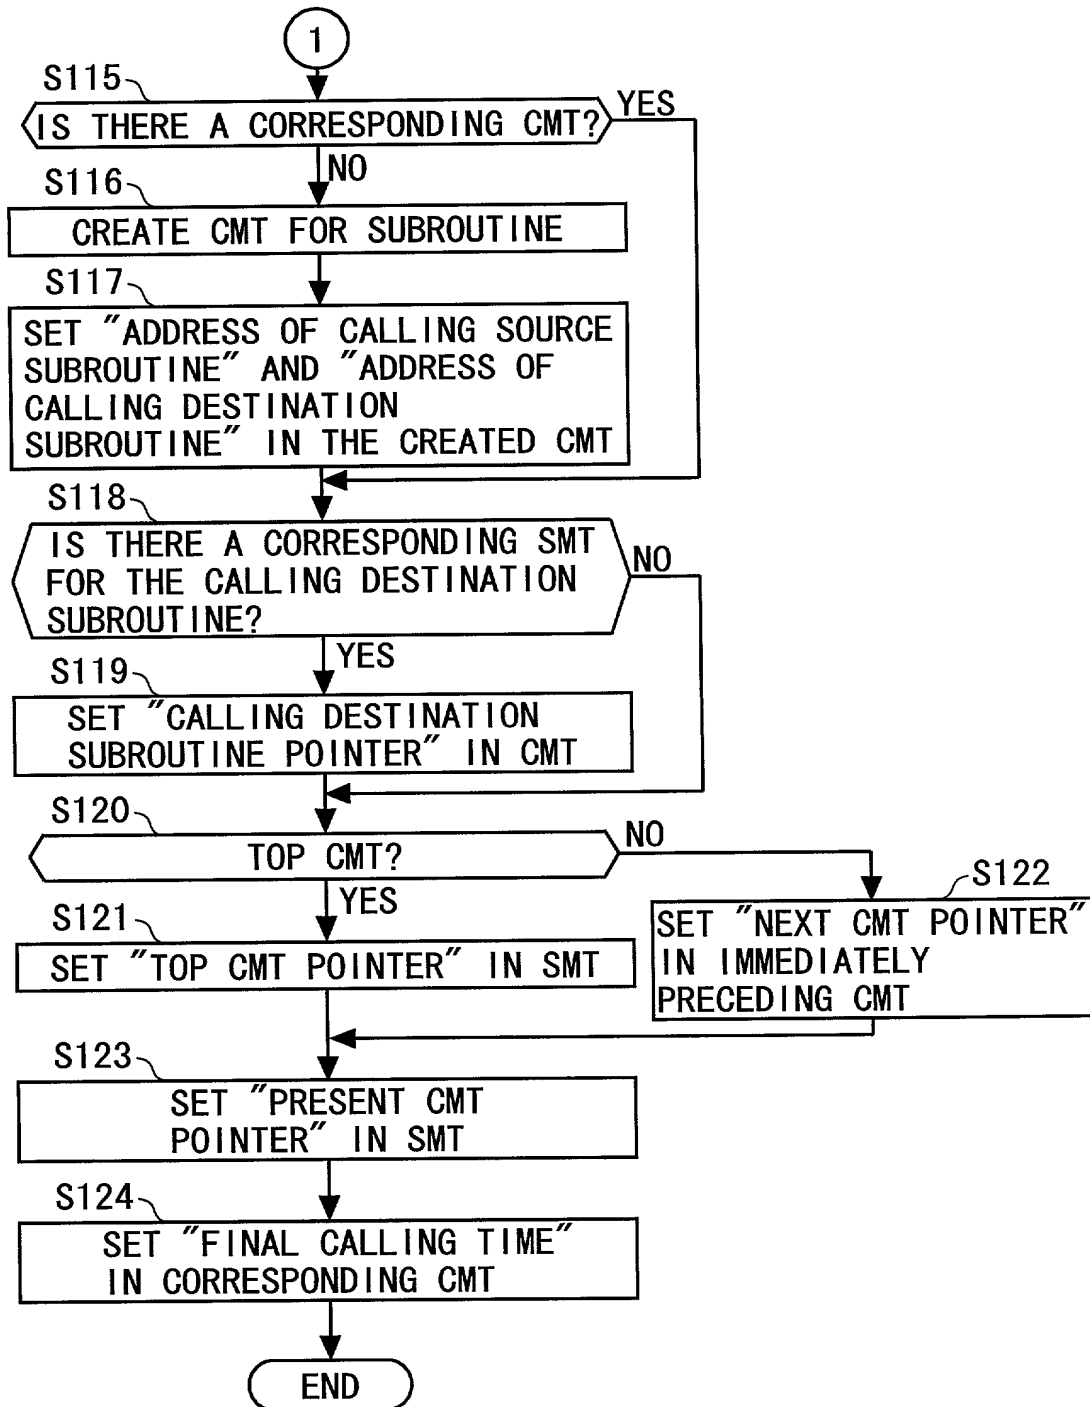 1
S115
IS THERE A CORRESPONDING CMT?
YES
NO
S116
CREATE CMT FOR SUBROUTINE
S117
SET "ADDRESS OF CALLING SOURCE
SUBROUTINE" AND "ADDRESS OF
CALLING DESTINATION
SUBROUTINE" IN THE CREATED CMT
S118
IS THERE A CORRESPONDING SMT
FOR THE CALLING DESTINATION
SUBROUTINE?
NO
YES
S119
SET "CALLING DESTINATION
SUBROUTINE POINTER" IN CMT
S120
TOP CMT?
NO
YES
S122
SET "NEXT CMT POINTER"
IN IMMEDIATELY
PRECEDING CMT
S121
SET "TOP CMT POINTER" IN SMT
S123
SET "PRESENT CMT
POINTER" IN SMT
S124
SET "FINAL CALLING TIME"
IN CORRESPONDING CMT
END